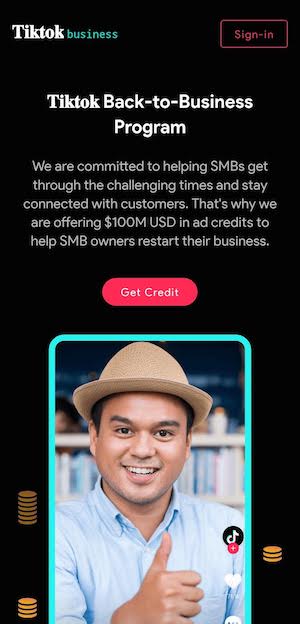 Tiktok business
Sign-in
Tiktok Back-to-Business
Program
We are committed to helping SMBs get
through the challenging times and stay
connected with customers. That's why we
are offering $100M USD in ad credits to
help SMB owners restart their business.
Get Credit